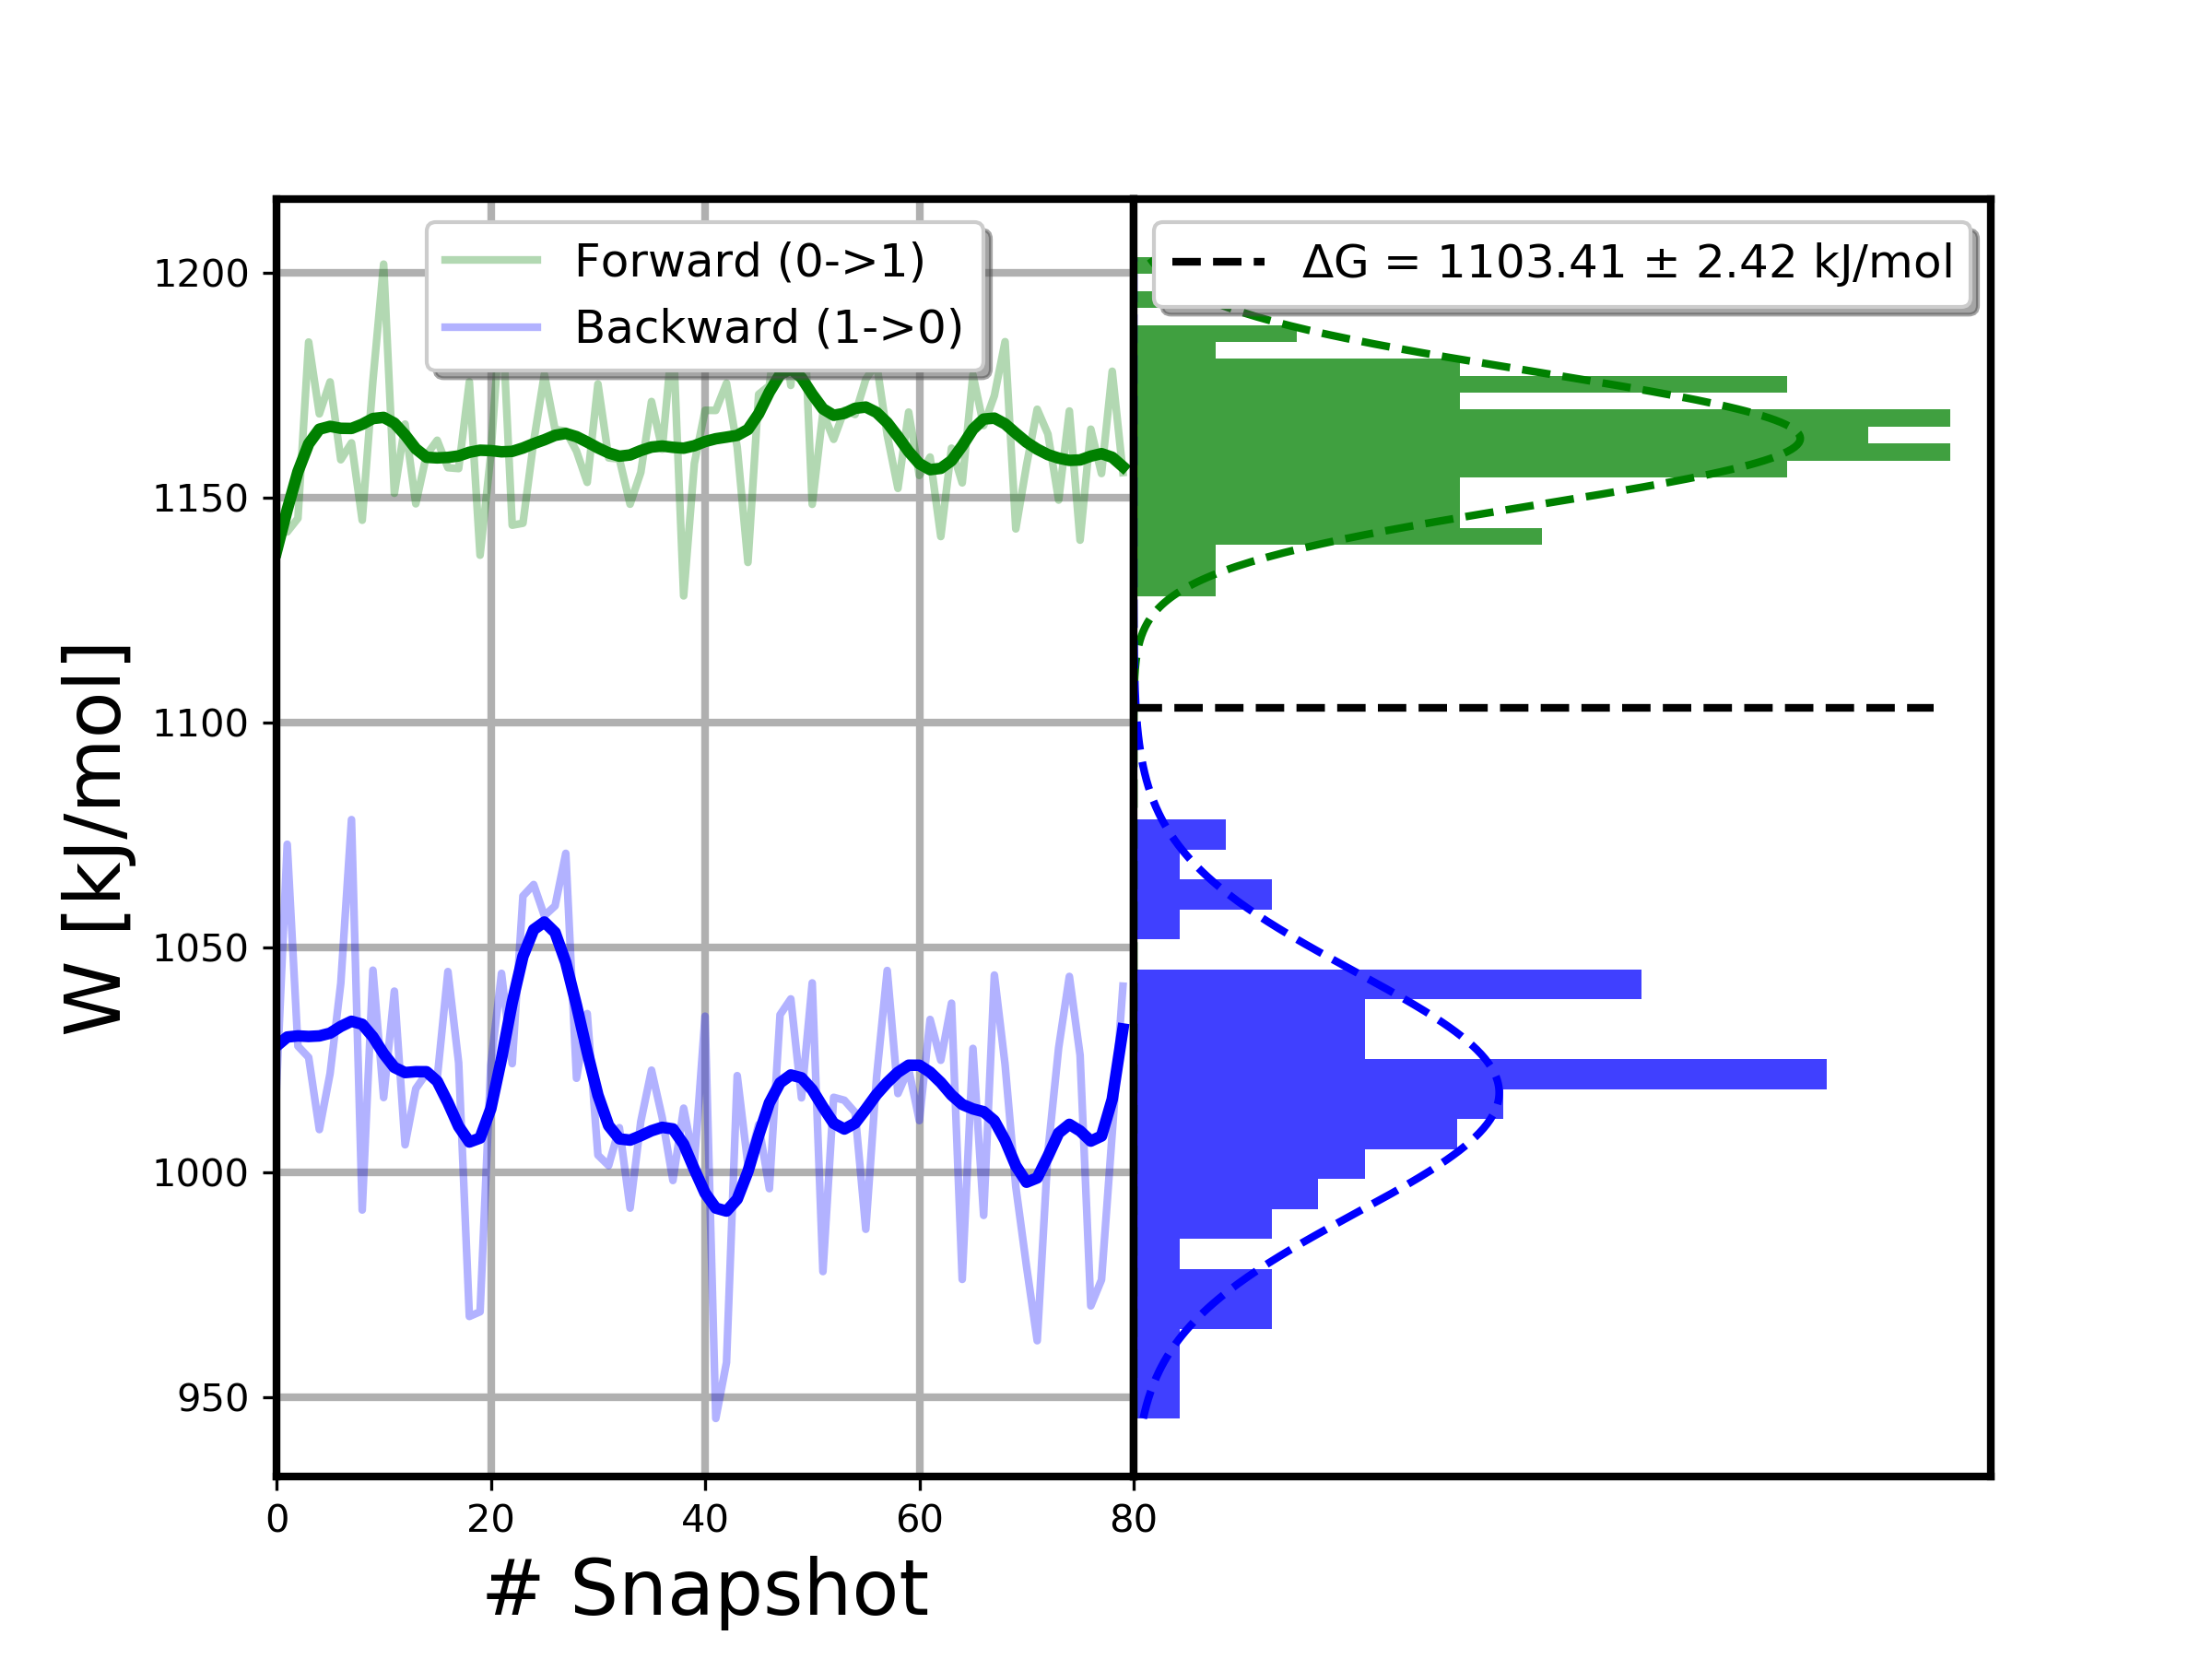 Forward (0->1)
Backward (1->0)
ΔG = 1103.41 ± 2.42 kJ/mol
W [kJ/mol]
1200
1150
1100
1050
1000
950
0 20 40 60 80
# Snapshot